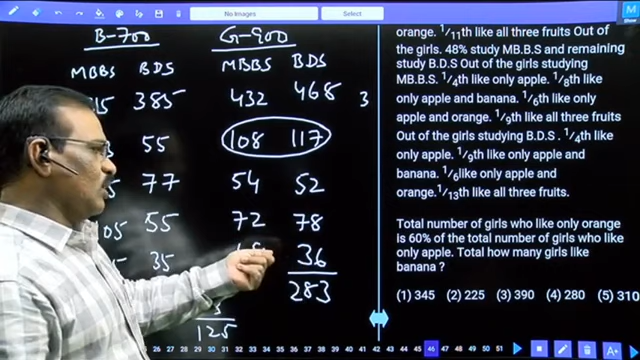 No Images
Select
B-700
G-900
MBBS BDS
MBBS BDS
15 385
432 468 3
55
108 117
77
54 52
05 55
72 78
35
36
283
125
orange. 1/11th like all three fruits Out of
the girls. 48% study MB.B.S and remaining
study B.D.S Out of the girls studying
M.B.B.S. 1/4th like only apple. 1/8th like
only apple and banana. 1/6th like only
apple and orange. 1/9th like all three fruits
Out of the girls studying B.D.S . 1/4th like
only apple. 1/9th like only apple and
banana. 1/6like only apple and
orange.1/13th like all three fruits.
Total number of girls who like only orange
is 60% of the total number of girls who like
only apple. Total how many girls like
banana ?
(1) 345 (2) 225 (3) 390 (4) 280 (5) 310
26 27 28 29 30 31 32 33 34 35 36 37 38 39 40 41 42 43 44 45 46 47 48 49 50 51